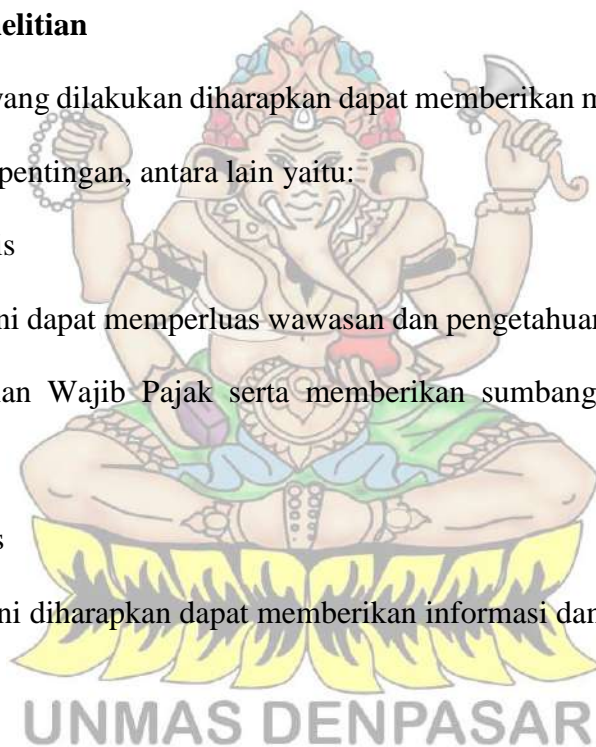 elitian
yang dilakukan diharapkan dapat memberikan m
pentingan, antara lain yaitu:
is
ni dapat memperluas wawasan dan pengetahuan
an Wajib Pajak serta memberikan sumbang
s
ni diharapkan dapat memberikan informasi dan
UNMAS DENPASAR